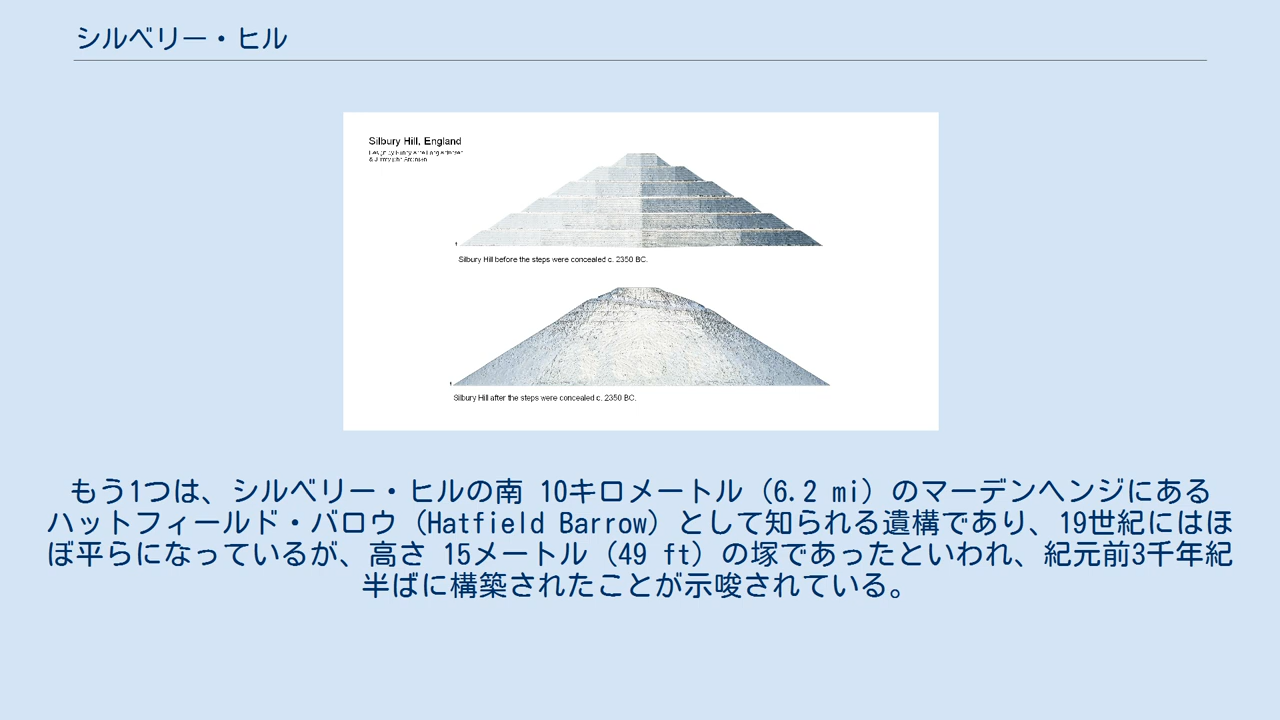 シルベリー・ヒル
Silbury Hill, England
Silbury Hill before the steps were concealed c. 2350 BC.
Silbury Hill after the steps were concealed c. 2350 BC.
もう1つは、シルベリー・ヒルの南 10キロメートル (6.2 mi) のマーデンヘンジにある
ハットフィールド・バロウ (Hatfield Barrow) として知られる遺構であり、19世紀にはほ
ぼ平らになっているが、高さ 15メートル (49 ft) の塚であったといわれ、紀元前3千年紀
半ばに構築されたことが示唆されている。